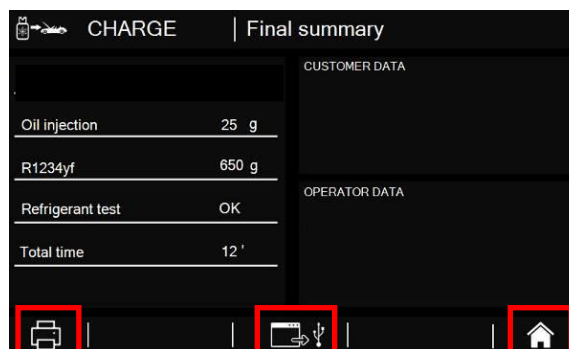 CHARGE | Final summary
CUSTOMER DATA
Oil injection 25 g
R1234yf 650 g
OPERATOR DATA
Refrigerant test OK
Total time 12 '